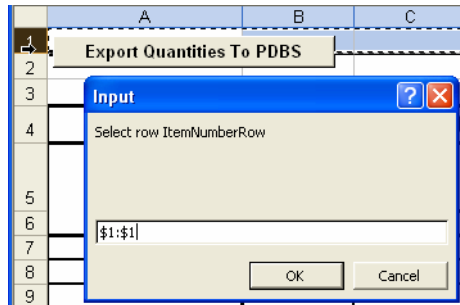 A B C
1 Export Quantities To PDBS
2
3 Input
4 Select row ItemNumberRow
5
6 $1:$1
7
8 OK Cancel
9